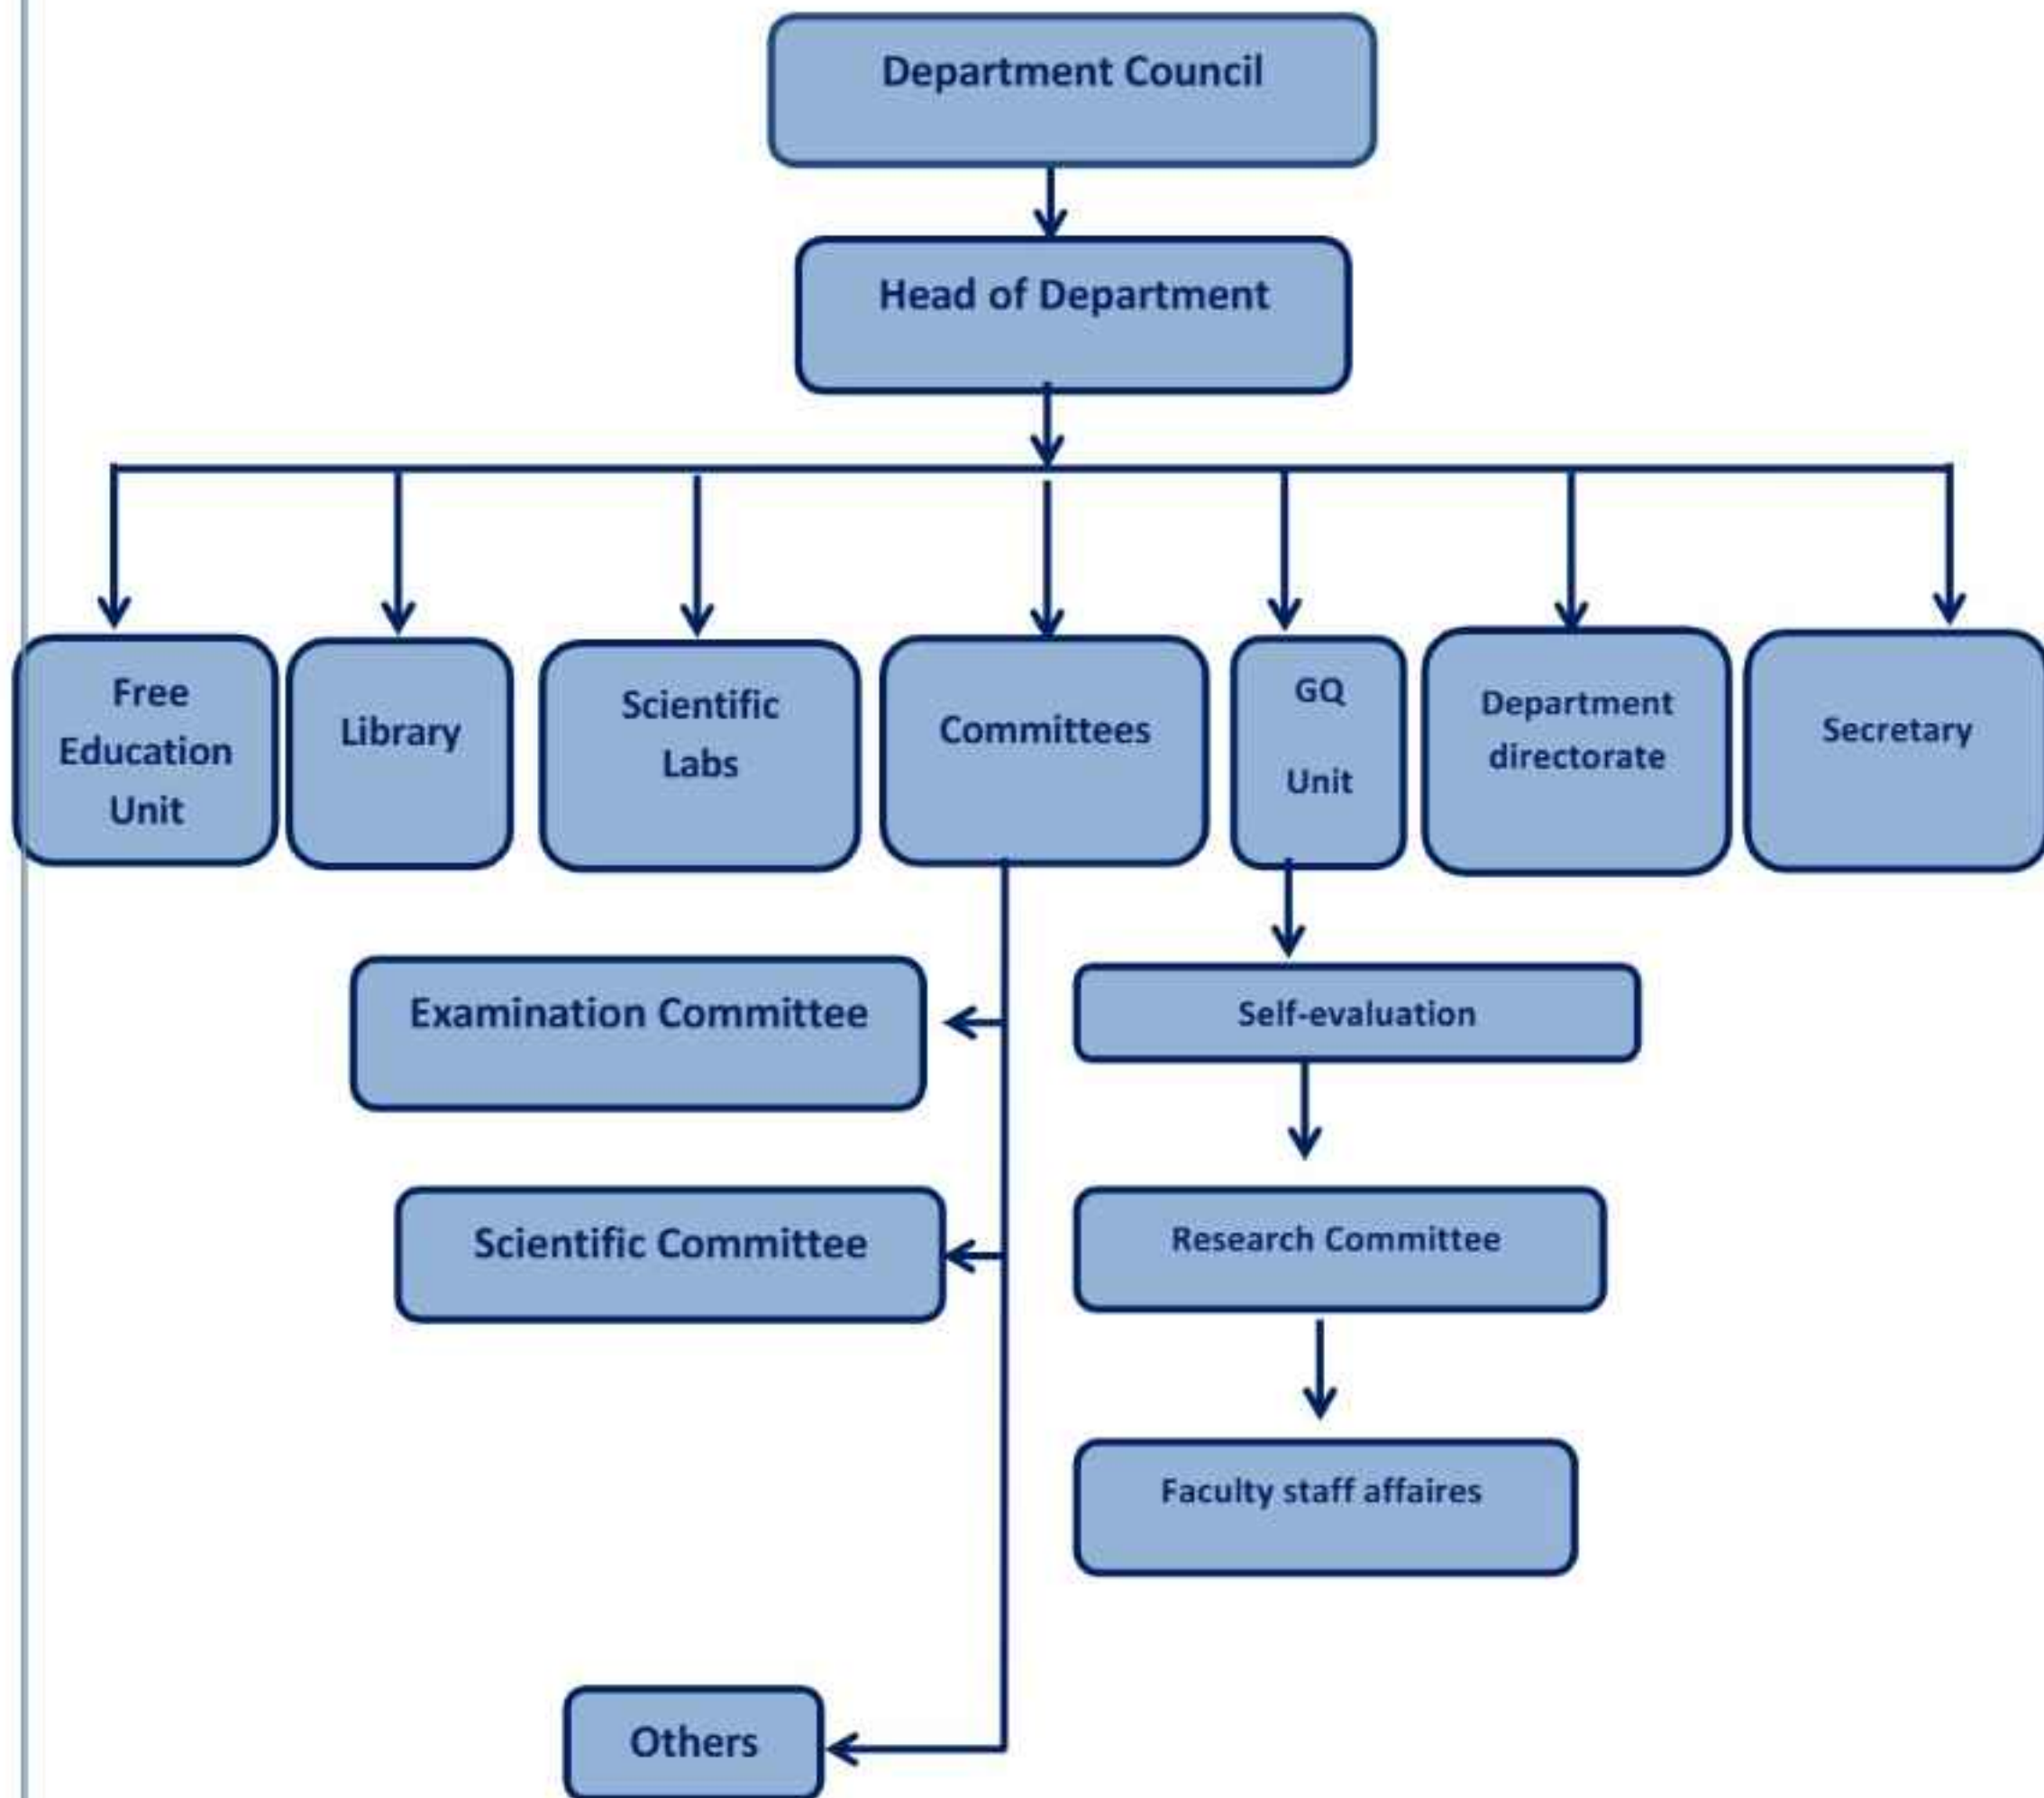 Department Council
Head of Department
Free
Education
Unit
Library
Scientific
Labs
Committees
GQ
Unit
Department
directorate
Secretary
Examination Committee
Self-evaluation
Scientific Committee
Research Committee
Faculty staff affaires
Others